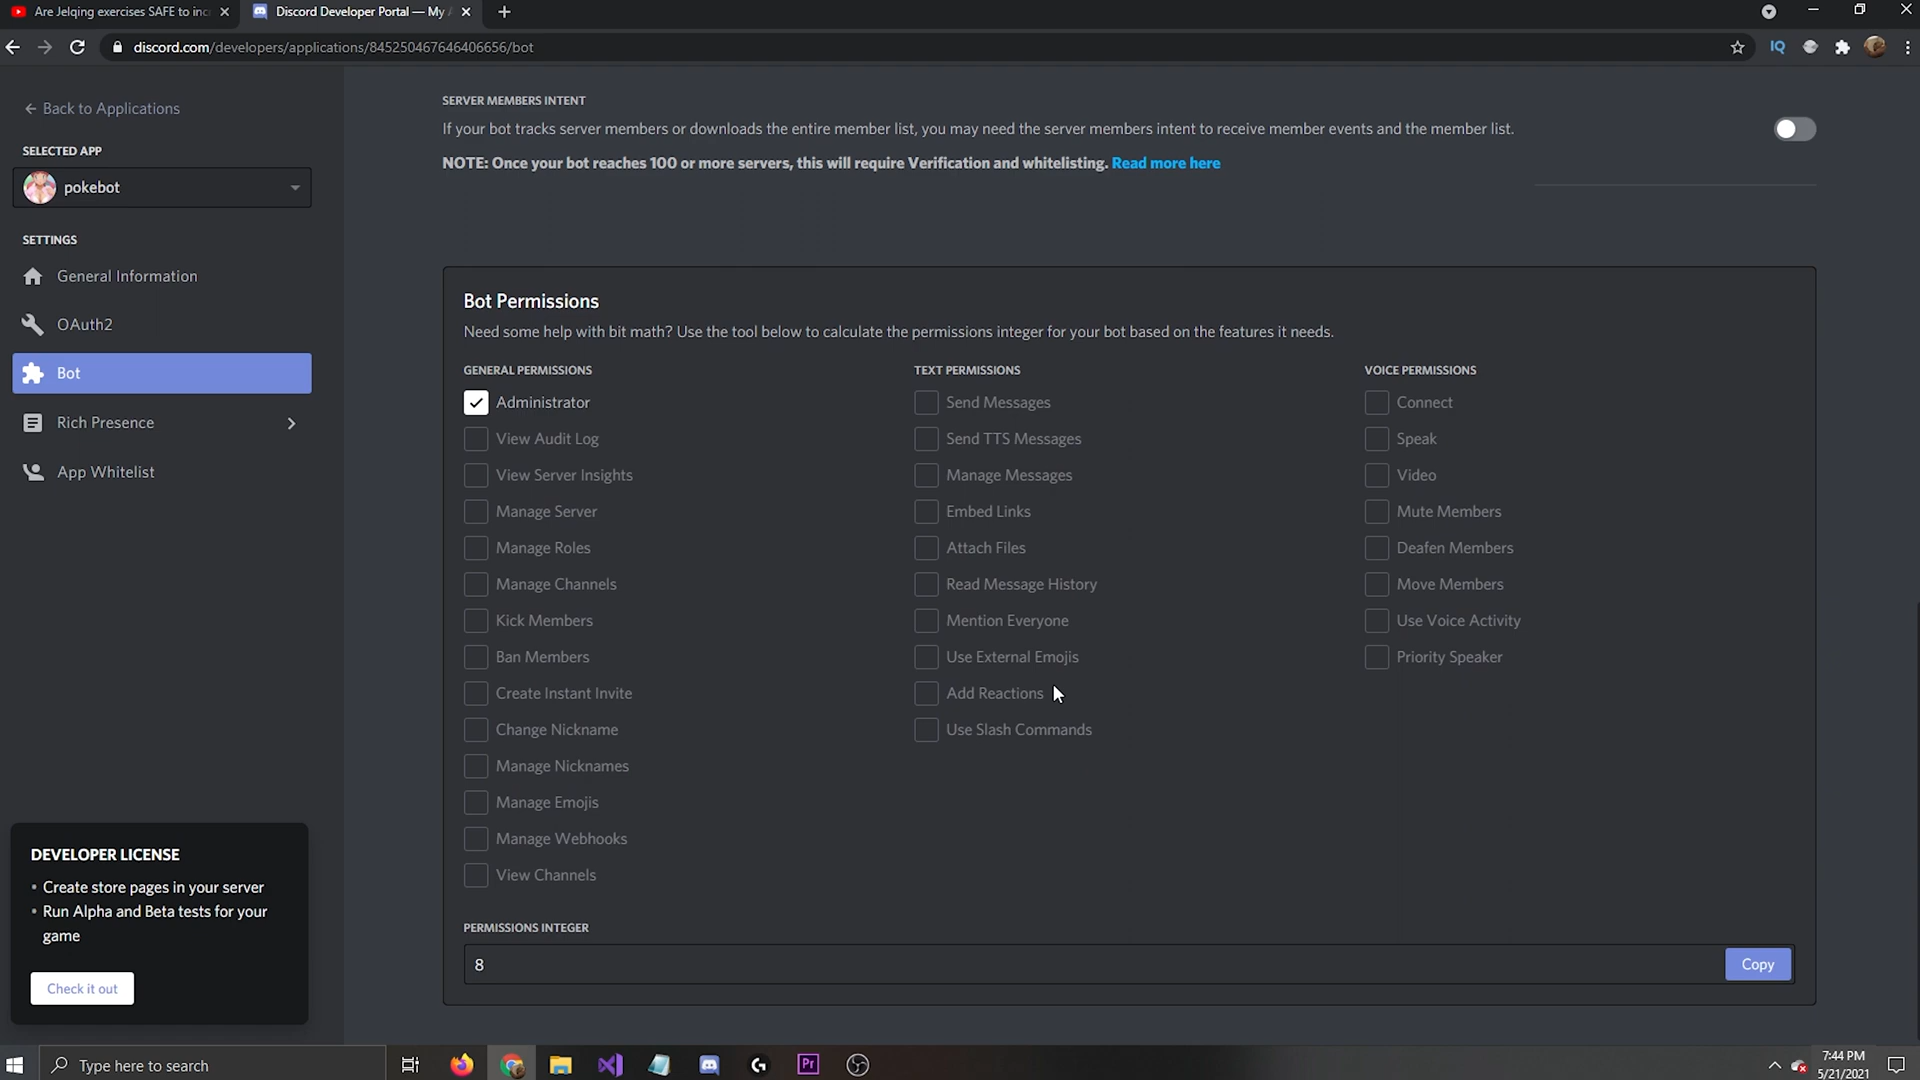 Are Jelqing exercises SAFE to inc
Discord Developer Portal — My A
discord.com/developers/applications/845250467646406656/bot
IQ
Back to Applications
SELECTED APP
pokebot
SETTINGS
General Information
OAuth2
Bot
Rich Presence
App Whitelist
DEVELOPER LICENSE
• Create store pages in your server
• Run Alpha and Beta tests for your
game
Check it out
SERVER MEMBERS INTENT
If your bot tracks server members or downloads the entire member list, you may need the server members intent to receive member events and the member list.
NOTE: Once your bot reaches 100 or more servers, this will require Verification and whitelisting. Read more here
Bot Permissions
Need some help with bit math? Use the tool below to calculate the permissions integer for your bot based on the features it needs.
GENERAL PERMISSIONS
Administrator
View Audit Log
View Server Insights
Manage Server
Manage Roles
Manage Channels
Kick Members
Ban Members
Create Instant Invite
Change Nickname
Manage Nicknames
Manage Emojis
Manage Webhooks
View Channels
TEXT PERMISSIONS
Send Messages
Send TTS Messages
Manage Messages
Embed Links
Attach Files
Read Message History
Mention Everyone
Use External Emojis
Add Reactions
Use Slash Commands
VOICE PERMISSIONS
Connect
Speak
Video
Mute Members
Deafen Members
Move Members
Use Voice Activity
Priority Speaker
PERMISSIONS INTEGER
8
Copy
Type here to search
Pr
7:44 PM
5/21/2021